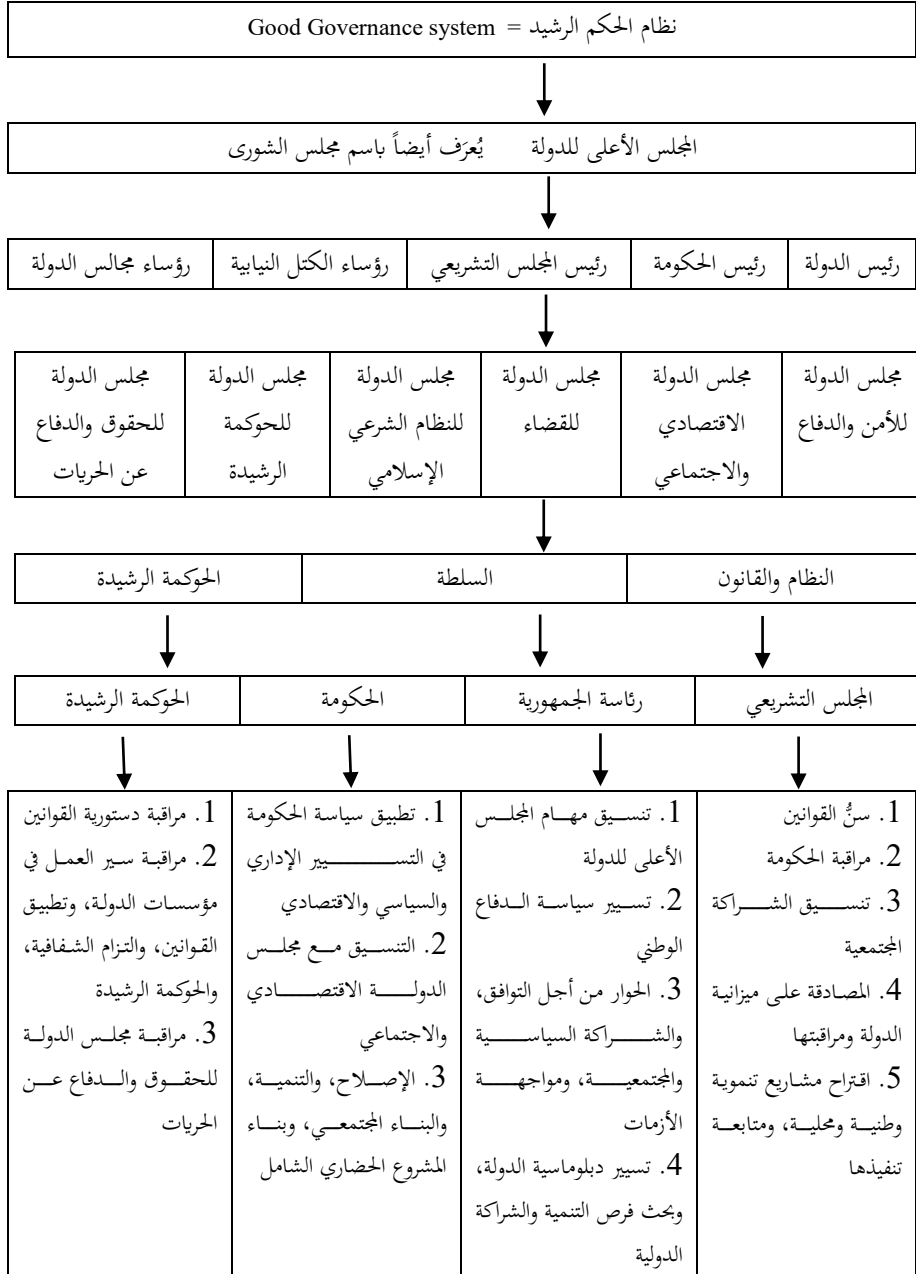 نظام الحكم الرشيد = Good Governance system
المجلس الأعلى للدولة يُعرَف أيضاً باسم مجلس الشورى
رئيس الدولة
رئيس الحكومة
رئيس المجلس التشريعي
رؤساء الكتل النيابية
رؤساء مجالس الدولة
مجلس الدولة
للأمن والدفاع
مجلس الدولة
الاقتصادي
والاجتماعي
مجلس الدولة
للقضاء
مجلس الدولة
للنظام الشرعي
الإسلامي
مجلس الدولة
للحوكمة
الرشيدة
مجلس الدولة
للحقوق والدفاع
عن الحريات
النظام والقانون
السلطة
الحوكمة الرشيدة
المجلس التشريعي
رئاسة الجمهورية
الحكومة
الحوكمة الرشيدة
1. سنُّ القوانين
2. مراقبة الحكومة
3. تنسيق الشراكة
المجتمعية
4. المصادقة على ميزانية
الدولة ومراقبتها
5. اقتراح مشاريع تنموية
وطنية ومحلية، ومتابعة
تنفيذها
1. تنسيق مهام المجلس
الأعلى للدولة
2. تسيير سياسة الدفاع
الوطني
3. الحوار من أجل التوافق،
والشراكة السياسية
والمجتمعية، ومواجهة
الأزمات
4. تسيير دبلوماسية الدولة،
وبحث فرص التنمية والشراكة
الدولية
1. تطبيق سياسة الحكومة
في التسيير الإداري
والسياسي والاقتصادي
2. التنسيق مع مجلس
الدولة الاقتصادي
والاجتماعي
3. الإصلاح، والتنمية،
والبناء المجتمعي، وبناء
المشروع الحضاري الشامل
1. مراقبة دستورية القوانين
2. مراقبة سير العمل في
مؤسسات الدولة، وتطبيق
القوانين، والتزام الشفافية،
والحوكمة الرشيدة
3. مراقبة مجلس الدولة
للحقوق والدفاع عن
الحريات